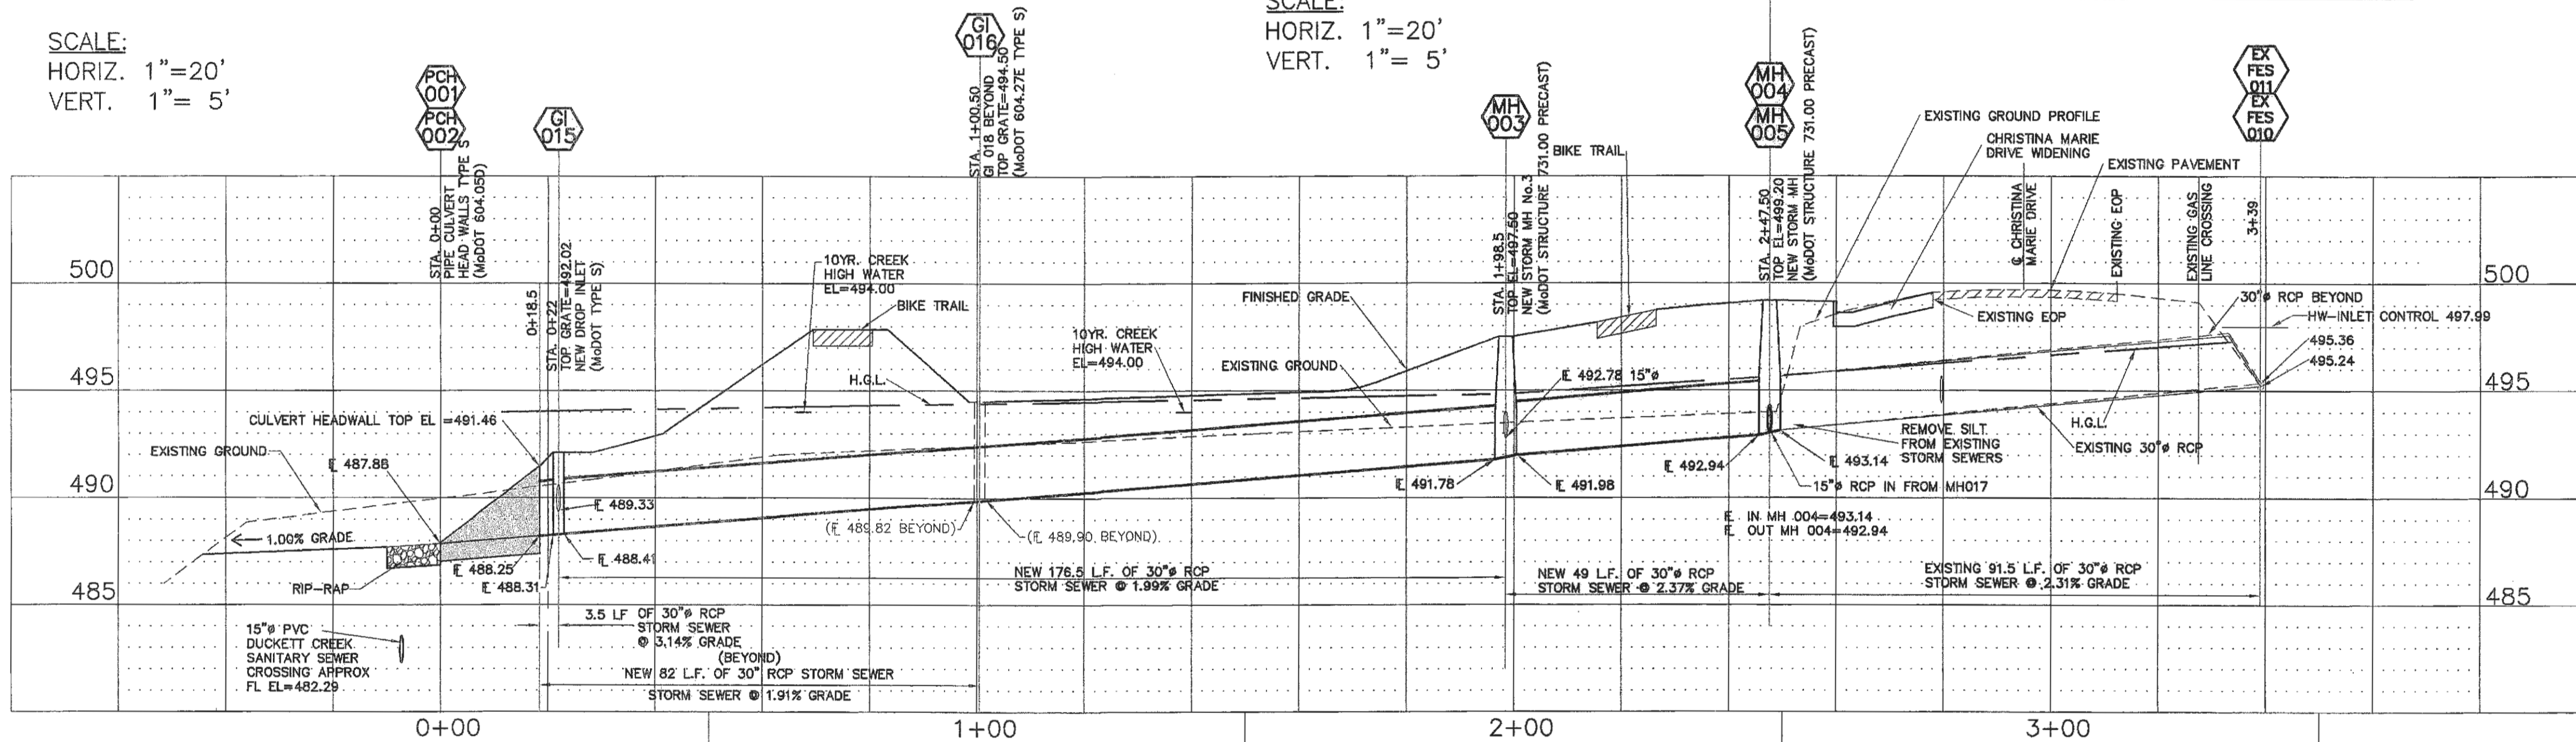 SCALE:
HORIZ. 1"=20'
VERT. 1"= 5'
SCALE:
HORIZ. 1"=20'
VERT. 1"= 5'
PCH
001
PCH
002
GI
015
GI
016
MH
003
MH
004
MH
005
EX
FES
011
EX
FES
010
STA. 0+00
PIPE CULVERT
HEAD WALLS TYPE S
(MoDOT 604.05D)
0+18.5
STA. 0+22
TOP GRATE=492.02
NEW DROP INLET
(MoDOT TYPE S)
STA. 1+00.50
GI 018 BEYOND
TOP GRATE=494.50
(MoDOT 604.27E TYPE S)
STA. 1+98.5
TOP EL=497.50
NEW STORM MH No.3
(MoDOT STRUCTURE 731.00 PRECAST)
STA. 2+47.50
TOP EL=499.20
NEW STORM MH
(MoDOT STRUCTURE 731.00 PRECAST)
BIKE TRAIL
EXISTING GROUND PROFILE
CHRISTINA MARIE
DRIVE WIDENING
EXISTING PAVEMENT
℄ CHRISTINA
MARIE DRIVE
EXISTING EOP
EXISTING GAS
LINE CROSSING
3+39
500
500
10YR. CREEK
HIGH WATER
EL=494.00
BIKE TRAIL
FINISHED GRADE
10YR. CREEK
HIGH WATER
EL=494.00
EXISTING GROUND
EXISTING EOP
30"ø RCP BEYOND
HW-INLET CONTROL 497.99
495.36
495.24
495
495
H.G.L.
FL 492.78 15"ø
CULVERT HEADWALL TOP EL =491.46
H.G.L.
EXISTING 30"ø RCP
REMOVE SILT
FROM EXISTING
STORM SEWERS
EXISTING GROUND
FL 487.88
FL 492.94
FL 493.14
490
490
FL 489.33
FL 491.78
FL 491.98
15"ø RCP IN FROM MH017
(FL 489.82 BEYOND)
(FL 489.90 BEYOND)
FL IN MH 004=493.14
FL OUT MH 004=492.94
1.00% GRADE
FL 488.25
FL 488.41
RIP-RAP
FL 488.31
NEW 176.5 L.F. OF 30"ø RCP
STORM SEWER @ 1.99% GRADE
NEW 49 L.F. OF 30"ø RCP
STORM SEWER @ 2.37% GRADE
EXISTING 91.5 L.F. OF 30"ø RCP
STORM SEWER @ 2.31% GRADE
485
485
15"ø PVC
DUCKETT CREEK
SANITARY SEWER
CROSSING APPROX
FL EL=482.29
3.5 LF OF 30"ø RCP
STORM SEWER
@ 3.14% GRADE
(BEYOND)
NEW 82 L.F. OF 30" RCP STORM SEWER
STORM SEWER @ 1.91% GRADE
0+00
1+00
2+00
3+00